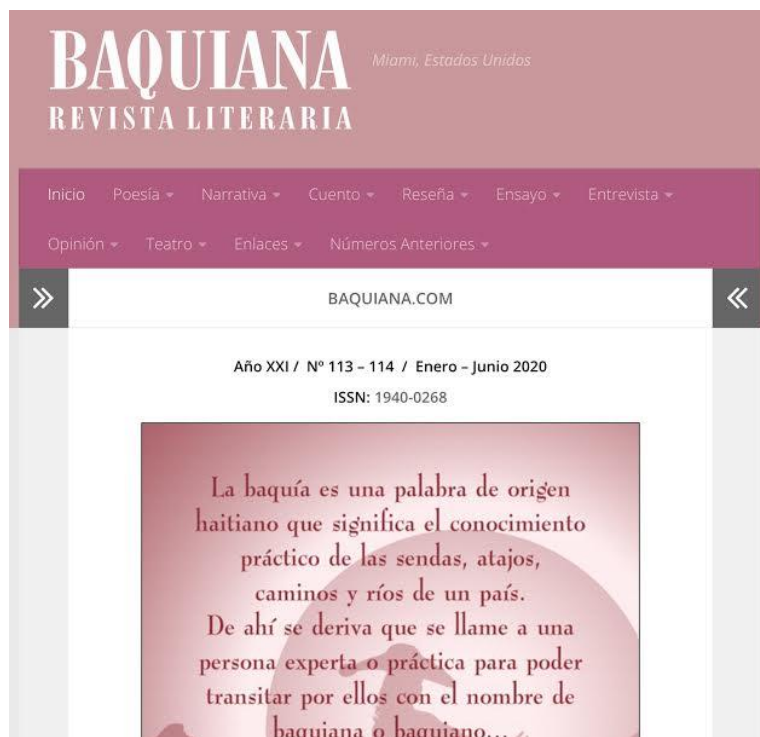 BAQUIANA
REVISTA LITERARIA
Miami, Estados Unidos
Inicio Poesía Narrativa Cuento Reseña Ensayo Entrevista
Opinión Teatro Enlaces Números Anteriores
BAQUIANA.COM
Año XXI / Nº 113 – 114 / Enero – Junio 2020
ISSN: 1940-0268
La baquía es una palabra de origen
haitiano que significa el conocimiento
práctico de las sendas, atajos,
caminos y ríos de un país.
De ahí se deriva que se llame a una
persona experta o práctica para poder
transitar por ellos con el nombre de
baquiana o baquiano...